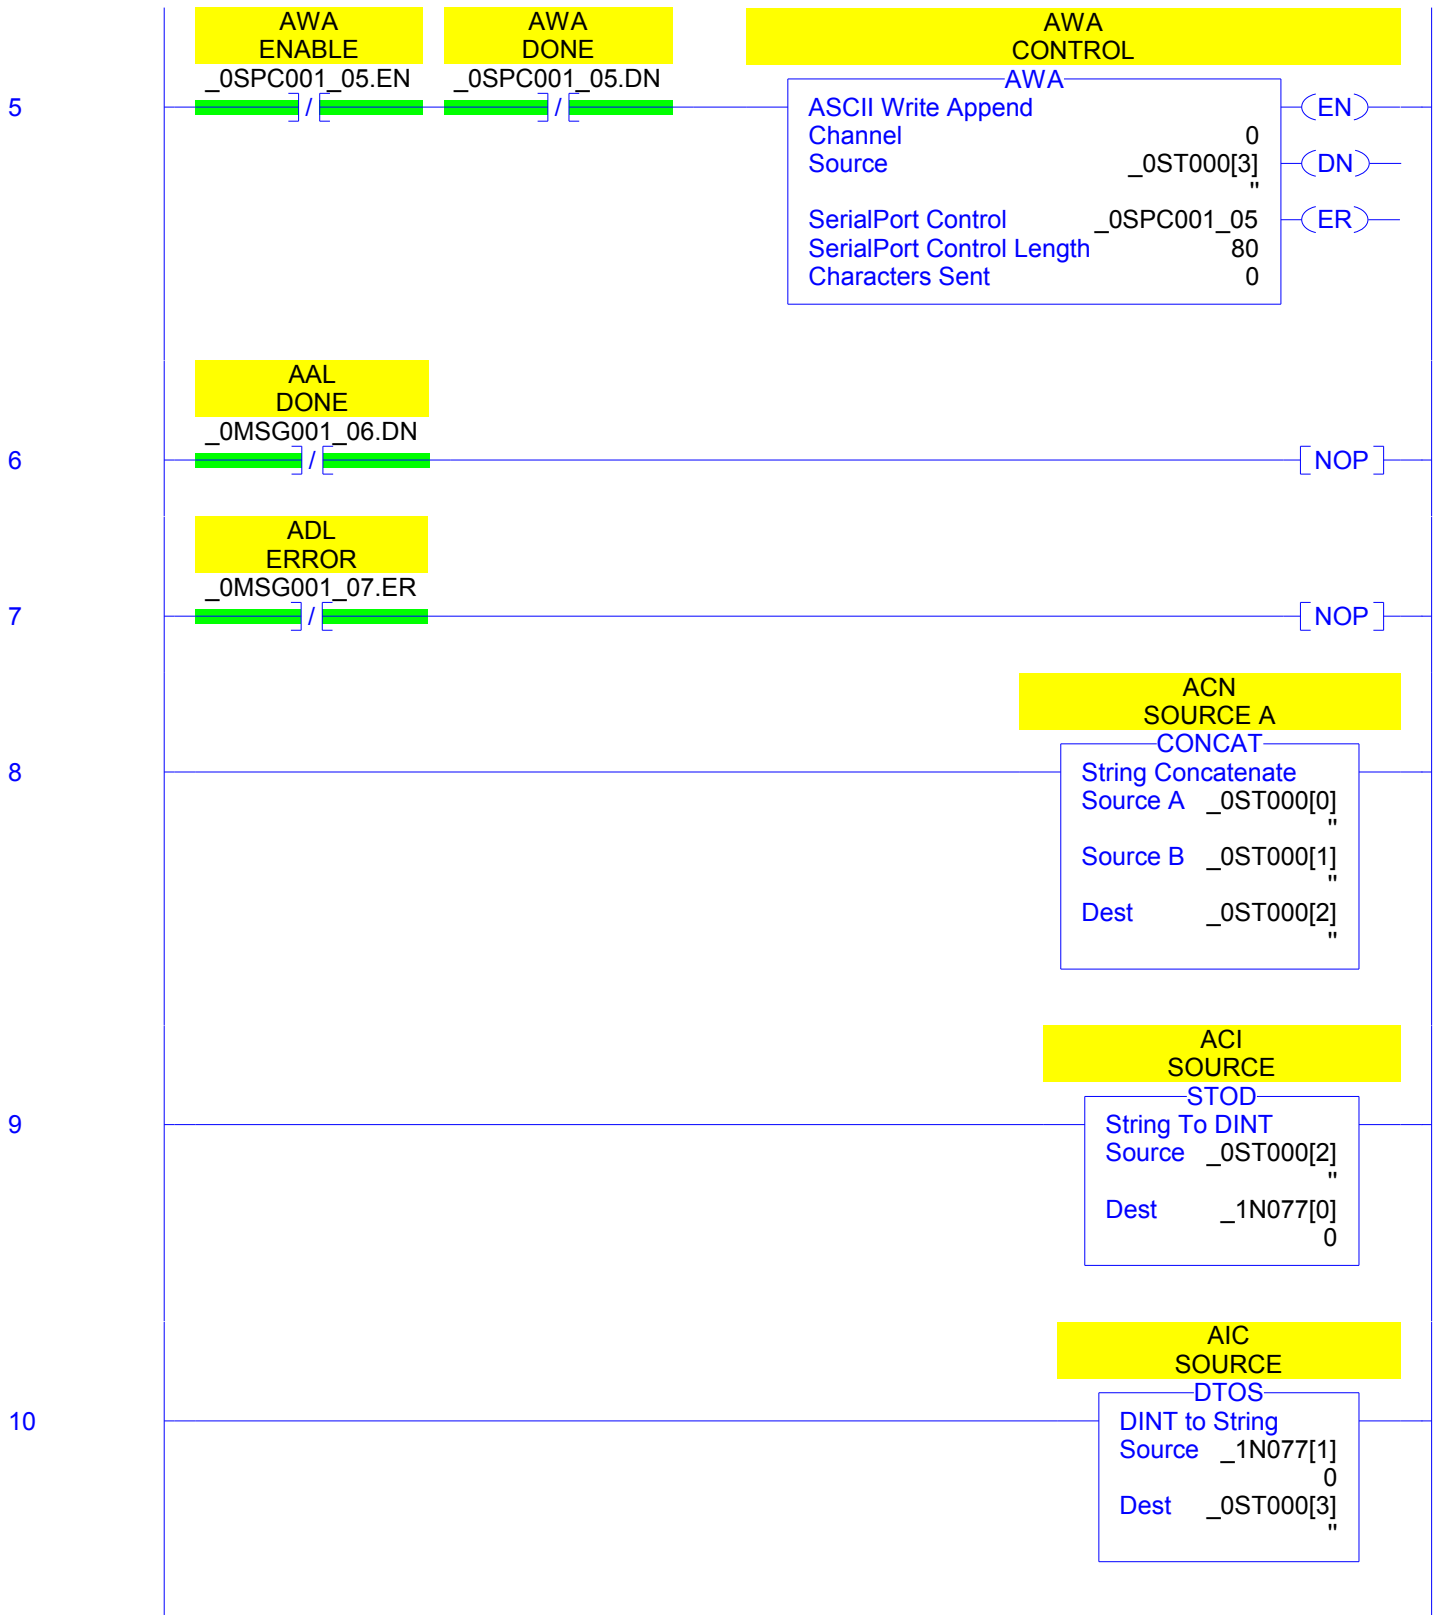 AWA
ENABLE
_0SPC001_05.EN
AWA
DONE
_0SPC001_05.DN
AWA
CONTROL
5
/
/
AWA
ASCII Write Append
Channel 0
Source _0ST000[3]
''
SerialPort Control _0SPC001_05
SerialPort Control Length 80
Characters Sent 0
EN
DN
ER
AAL
DONE
_0MSG001_06.DN
6
/
NOP
ADL
ERROR
_0MSG001_07.ER
7
/
NOP
ACN
SOURCE A
8
CONCAT
String Concatenate
Source A _0ST000[0]
''
Source B _0ST000[1]
''
Dest _0ST000[2]
''
ACI
SOURCE
9
STOD
String To DINT
Source _0ST000[2]
''
Dest _1N077[0]
0
AIC
SOURCE
10
DTOS
DINT to String
Source _1N077[1]
0
Dest _0ST000[3]
''